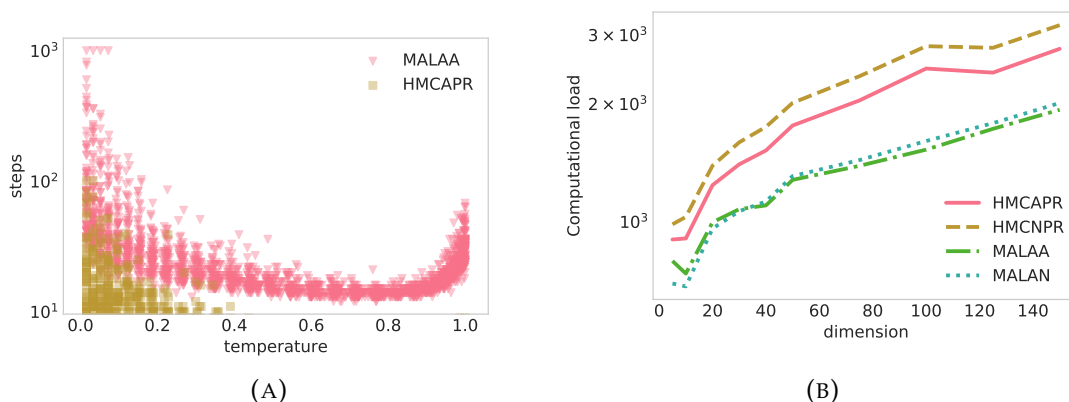 10³
10²
10¹
steps
0.0 0.2 0.4 0.6 0.8 1.0
temperature
MALAA
HMCAPR
(A)
3 × 10³
2 × 10³
10³
Computational load
0 20 40 60 80 100 120 140
dimension
HMCAPR
HMCNPR
MALAA
MALAN
(B)